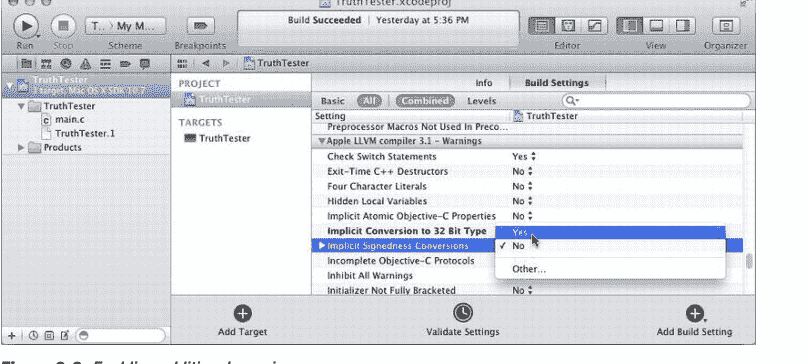 TruthTester.xcodeproj
Build Succeeded | Yesterday at 5:36 PM
T.. 〉My M...
Run Stop Scheme Breakpoints Editor View Organizer
TruthTester
TruthTester
TruthTester
main.c
TruthTester.1
Products
PROJECT
TruthTester
TARGETS
TruthTester
Info Build Settings
Basic All Combined Levels
Setting TruthTester
Preprocessor Macros Not Used In Preco...
Apple LLVM compiler 3.1 - Warnings
Check Switch Statements Yes
Exit-Time C++ Destructors No
Four Character Literals No
Hidden Local Variables No
Implicit Atomic Objective-C Properties No
Implicit Conversion to 32 Bit Type Yes
Implicit Signedness Conversions ✓ No
Incomplete Objective-C Protocols
Other...
Inhibit All Warnings
Initializer Not Fully Bracketed No
Add Target Validate Settings Add Build Setting